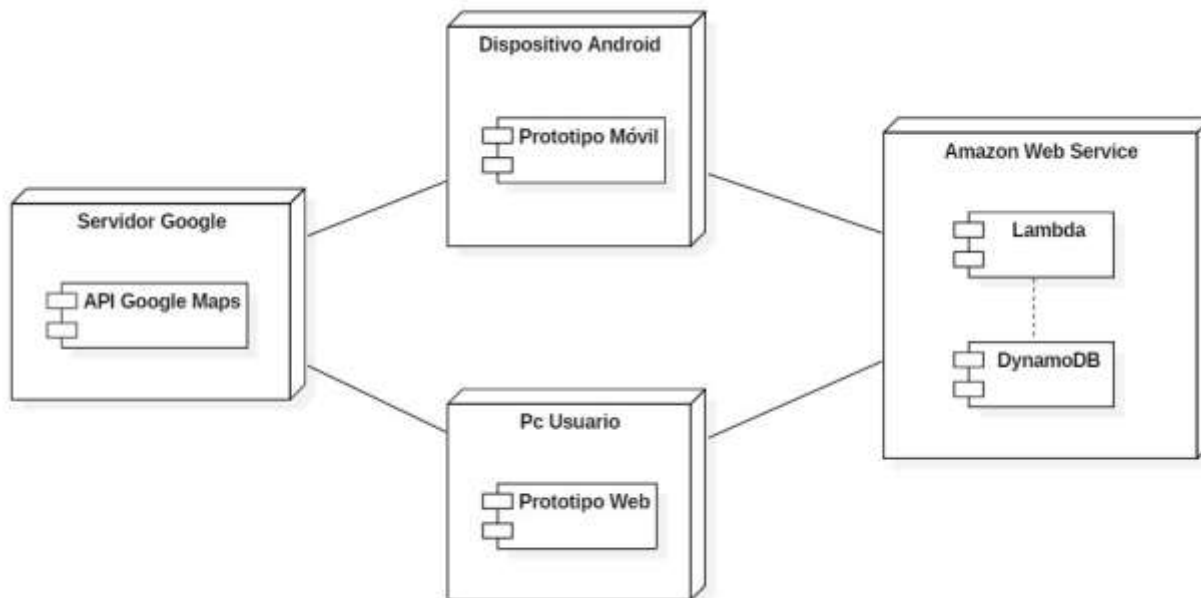 Dispositivo Android
Prototipo Móvil
Servidor Google
API Google Maps
Amazon Web Service
Lambda
DynamoDB
Pc Usuario
Prototipo Web